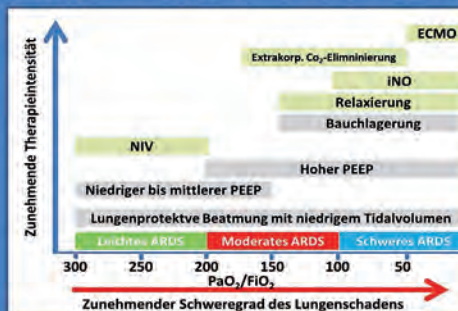 Zunehmende Therapieintensität
ECMO
Extrakorp. Co₂-Elimninierung
iNO
Relaxierung
Bauchlagerung
NIV
Hoher PEEP
Niedriger bis mittlerer PEEP
Lungenprotektve Beatmung mit niedrigem Tidalvolumen
Leichtes ARDS Moderates ARDS Schweres ARDS
300 250 200 150 100 50
PaO₂/FiO₂
Zunehmender Schweregrad des Lungenschadens